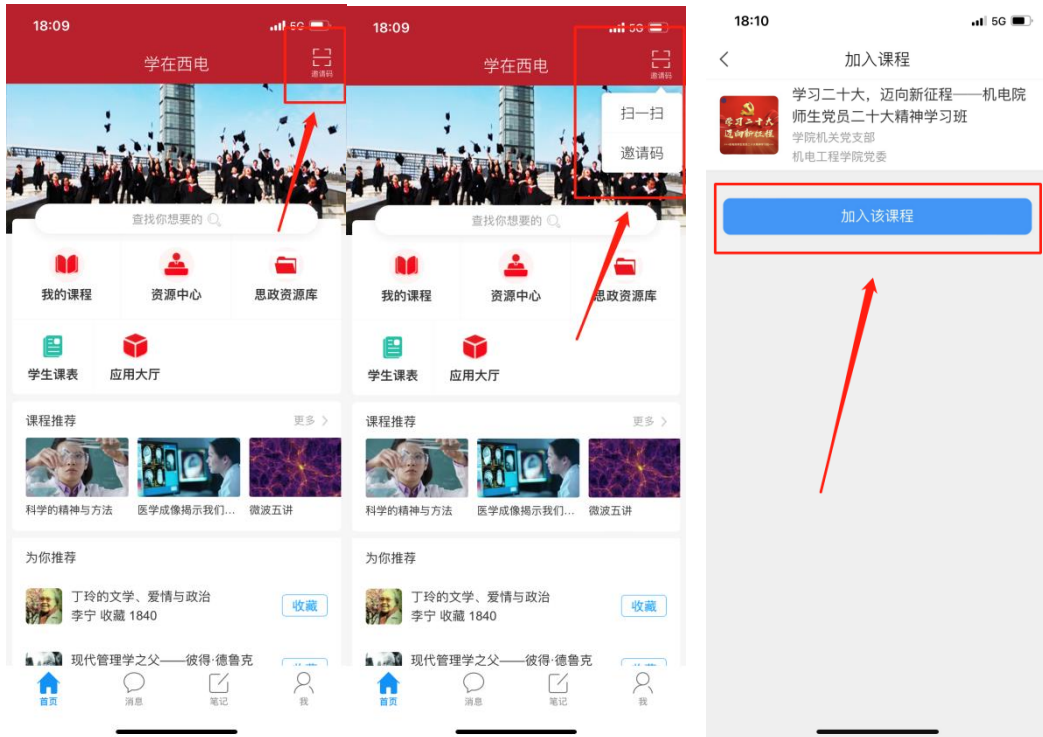 18:09
5G
学在西电
邀请码
查找你想要的
我的课程
资源中心
思政资源库
学生课表
应用大厅
课程推荐
更多
科学的精神与方法
医学成像揭示我们...
微波五讲
为你推荐
丁玲的文学、爱情与政治
李宁 收藏 1840
收藏
现代管理学之父——彼得·德鲁克
首页
消息
笔记
我
18:09
5G
学在西电
邀请码
扫一扫
邀请码
查找你想要的
我的课程
资源中心
思政资源库
学生课表
应用大厅
课程推荐
更多
科学的精神与方法
医学成像揭示我们...
微波五讲
为你推荐
丁玲的文学、爱情与政治
李宁 收藏 1840
收藏
现代管理学之父——彼得·德鲁克
首页
消息
笔记
我
18:10
5G
加入课程
学习二十大
迈向新征程
学习二十大，迈向新征程——机电院
师生党员二十大精神学习班
学院机关党支部
机电工程学院党委
加入该课程